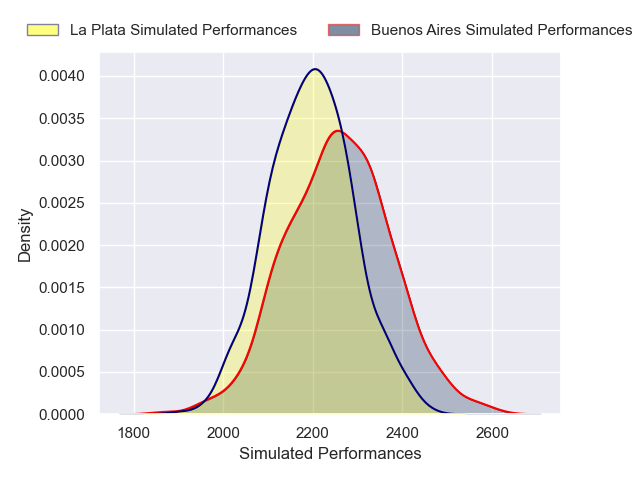 La Plata Simulated Performances
Buenos Aires Simulated Performances
0.0040
0.0035
0.0030
0.0025
0.0020
0.0015
0.0010
0.0005
0.0000
Density
1800 2000 2200 2400 2600
Simulated Performances